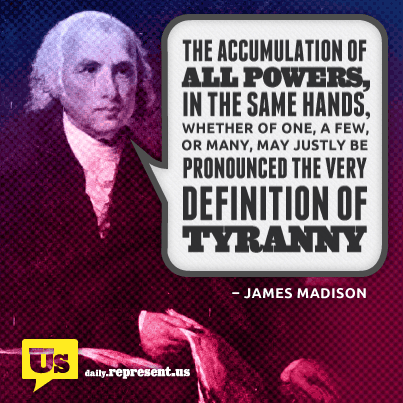 THE ACCUMULATION OF
ALL POWERS,
IN THE SAME HANDS,
WHETHER OF ONE, A FEW,
OR MANY, MAY JUSTLY BE
PRONOUNCED THE VERY
DEFINITION OF
TYRANNY
– JAMES MADISON
Us
daily.represent.us